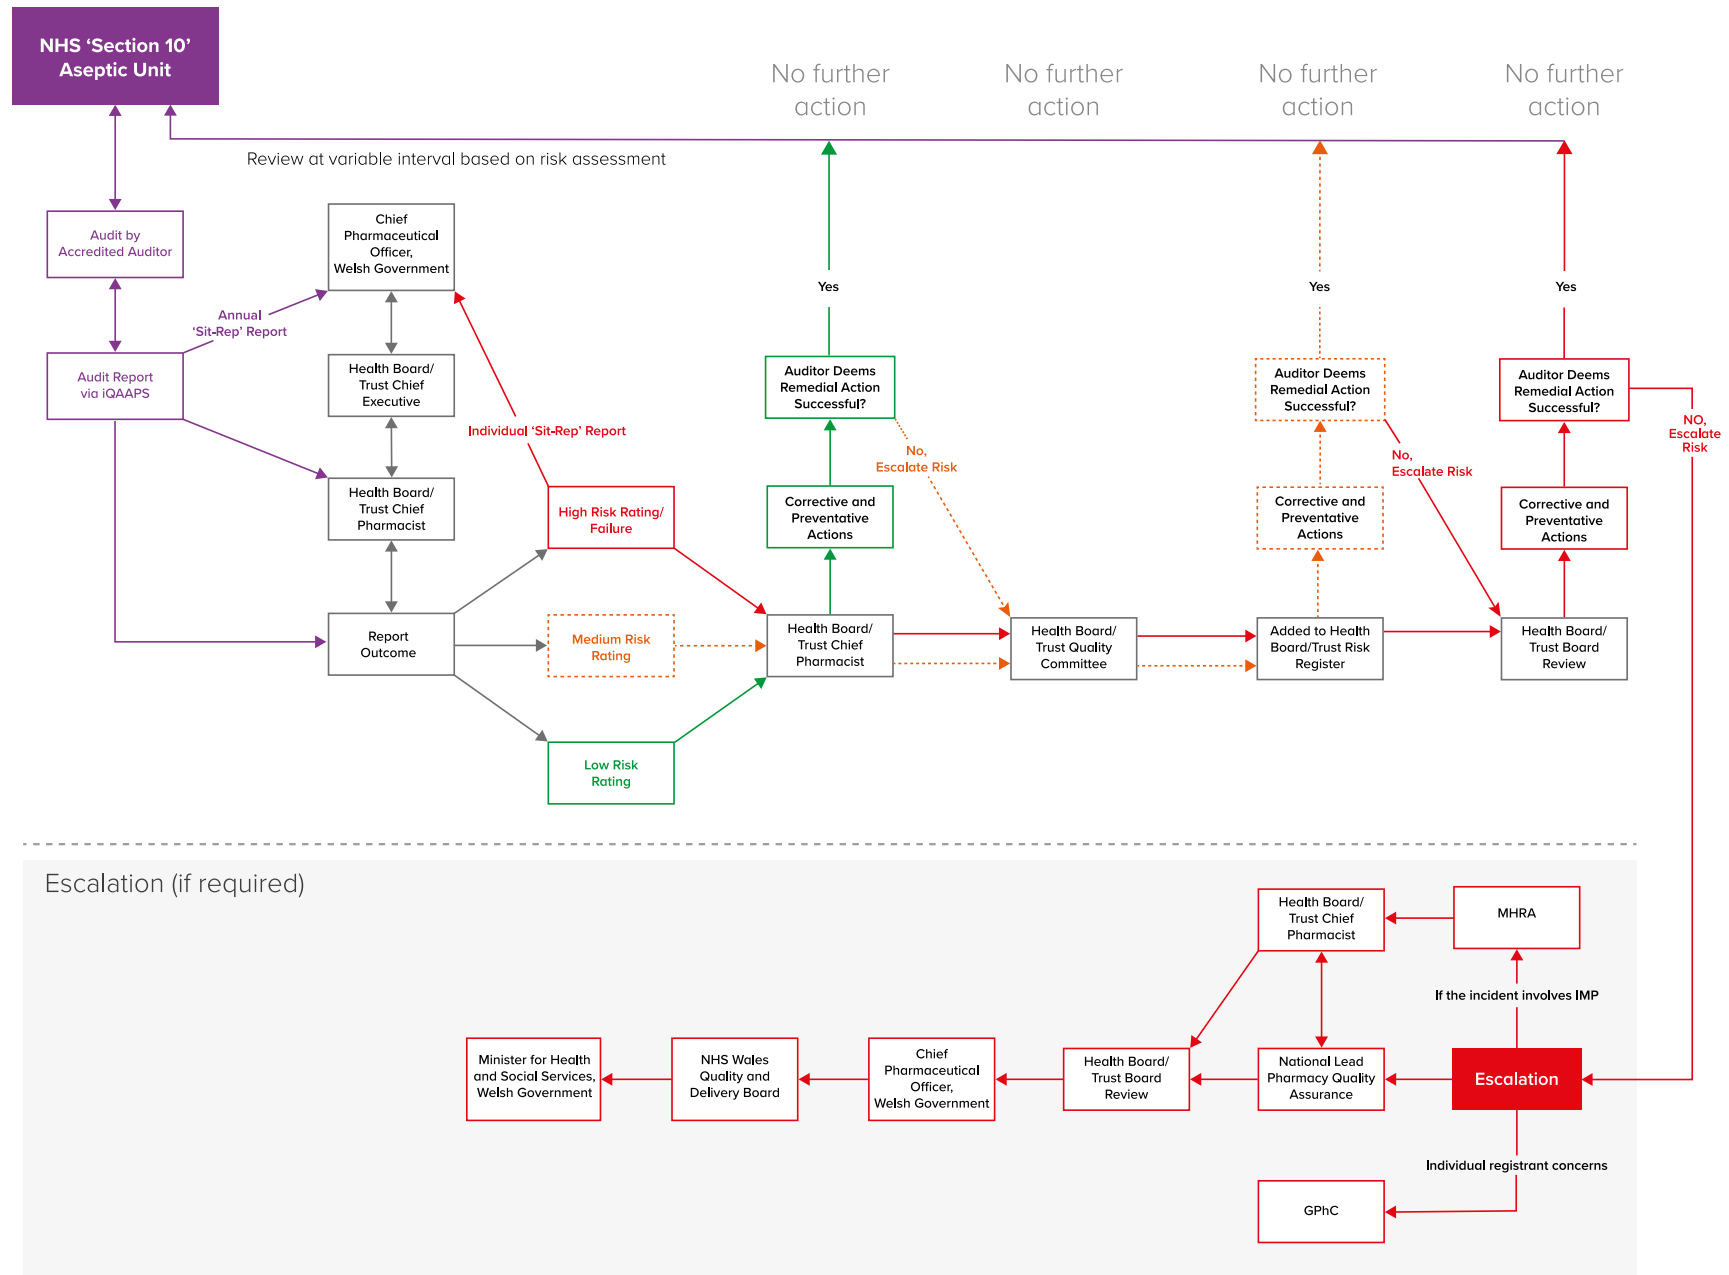 NHS ‘Section 10’
Aseptic Unit
No further
action
No further
action
No further
action
No further
action
Review at variable interval based on risk assessment
Audit by
Accredited Auditor
Chief
Pharmaceutical
Officer,
Welsh Government
Annual
‘Sit-Rep’ Report
Yes
Yes
Yes
Audit Report
via iQAAPS
Health Board/
Trust Chief
Executive
Individual ‘Sit-Rep’ Report
Auditor Deems
Remedial Action
Successful?
No,
Escalate Risk
Auditor Deems
Remedial Action
Successful?
No,
Escalate Risk
Auditor Deems
Remedial Action
Successful?
NO,
Escalate
Risk
Health Board/
Trust Chief
Pharmacist
High Risk Rating/
Failure
Corrective and
Preventative
Actions
Corrective and
Preventative
Actions
Corrective and
Preventative
Actions
Report
Outcome
Medium Risk
Rating
Health Board/
Trust Chief
Pharmacist
Health Board/
Trust Quality
Committee
Added to Health
Board/Trust Risk
Register
Health Board/
Trust Board
Review
Low Risk
Rating
Escalation (if required)
Health Board/
Trust Chief
Pharmacist
MHRA
If the incident involves IMP
Minister for Health
and Social Services,
Welsh Government
NHS Wales
Quality and
Delivery Board
Chief
Pharmaceutical
Officer,
Welsh Government
Health Board/
Trust Board
Review
National Lead
Pharmacy Quality
Assurance
Escalation
Individual registrant concerns
GPhC